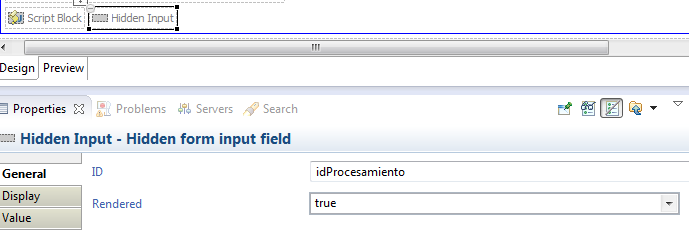 Script Block Hidden Input
Design Preview
Properties Problems Servers Search
Hidden Input - Hidden form input field
General
ID idProcesamiento
Display
Rendered true
Value